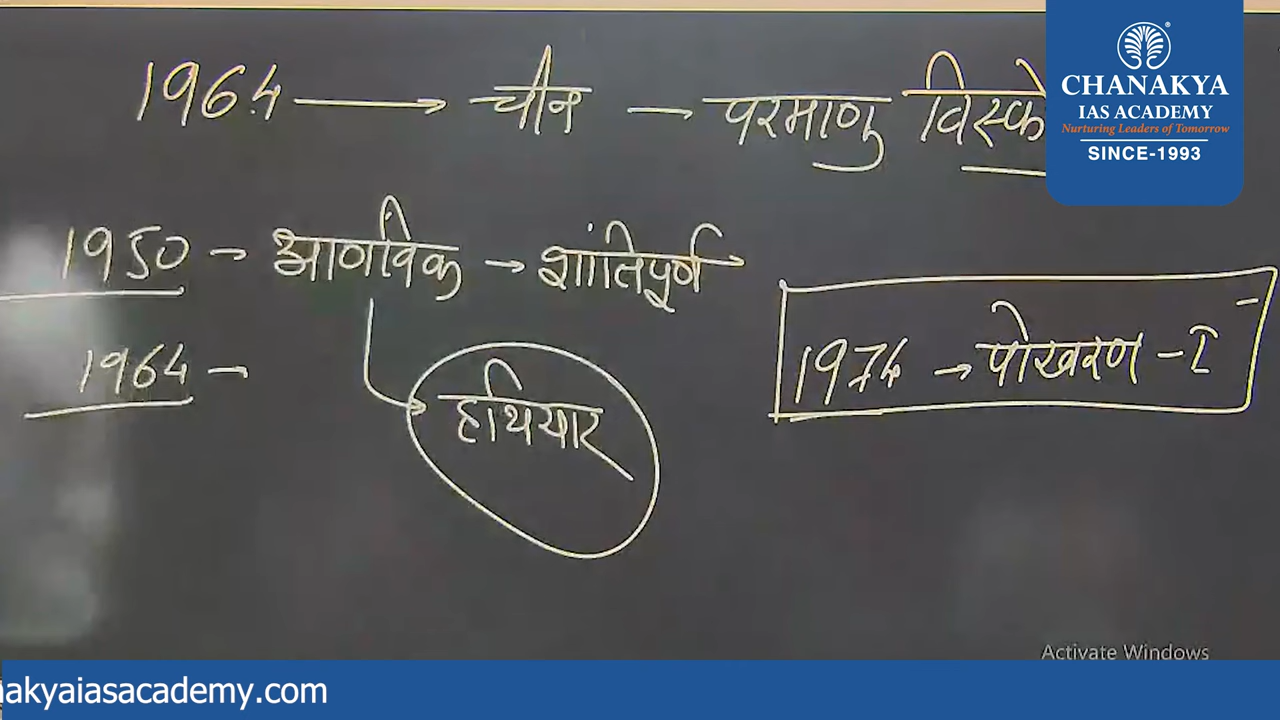 1964 → चीन → परमाणु विस्फो
CHANAKYA
IAS ACADEMY
Nurturing Leaders of Tomorrow
SINCE-1993
1950 → आणविक → शांतिपूर्ण →
1964 →
हथियार
1974 → पोखरण - I
Activate Windows
nakyaiasacademy.com